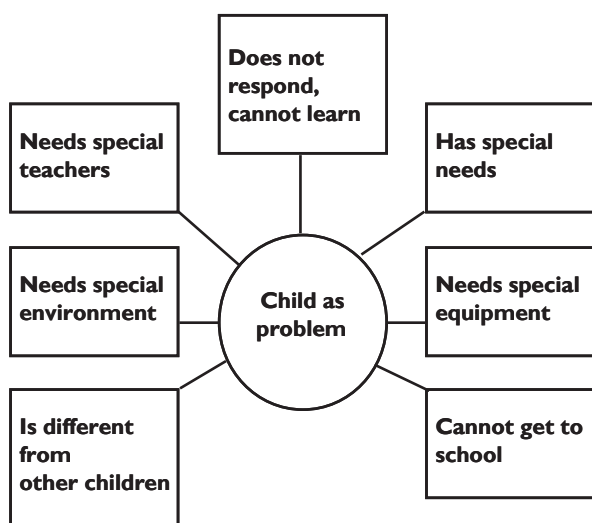 Does not
respond,
cannot learn
Needs special
teachers
Has special
needs
Needs special
environment
Child as
problem
Needs special
equipment
Is different
from
other children
Cannot get to
school